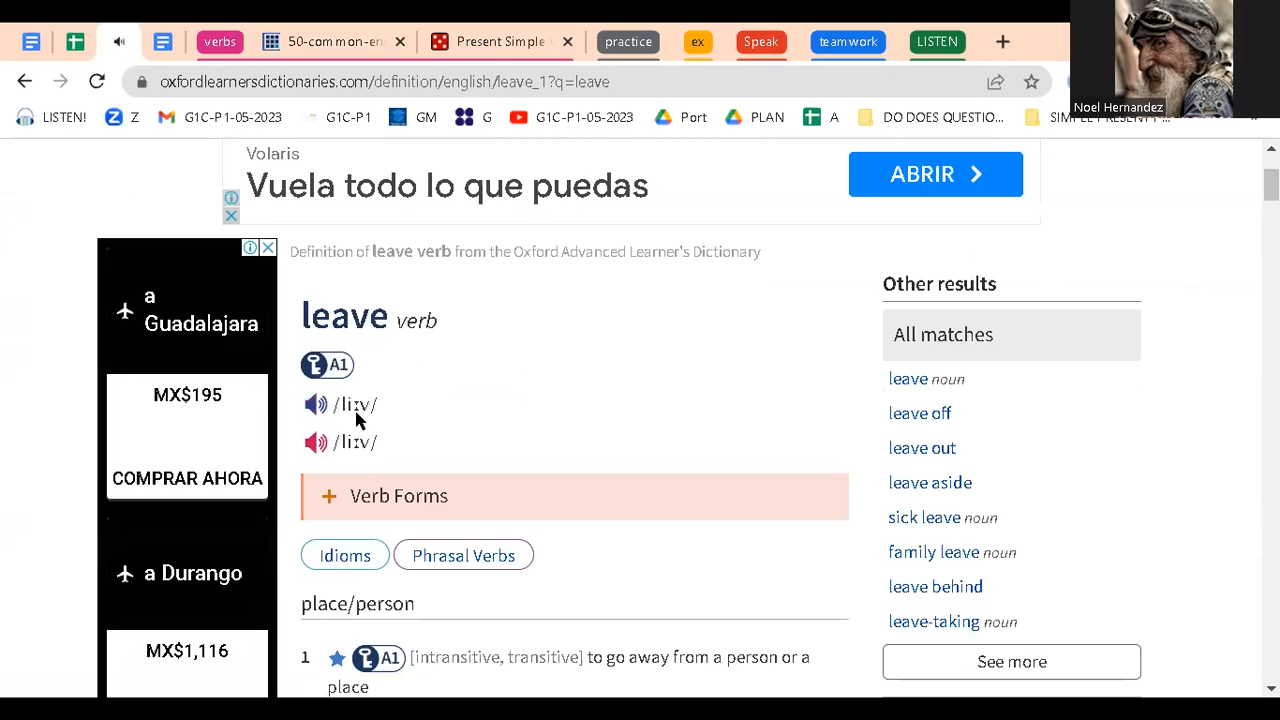 verbs
50-common-en
Present Simple
practice
ex
Speak
teamwork
LISTEN
oxfordlearnersdictionaries.com/definition/english/leave_1?q=leave
Noel Hernandez
LISTEN!
Z
G1C-P1-05-2023
G1C-P1
GM
G
G1C-P1-05-2023
Port
PLAN
A
DO DOES QUESTIO...
Volaris
Vuela todo lo que puedas
ABRIR
Definition of leave verb from the Oxford Advanced Learner's Dictionary
a
Guadalajara
MX$195
COMPRAR AHORA
a Durango
MX$1,116
leave verb
A1
/liːv/
/liːv/
+ Verb Forms
Idioms
Phrasal Verbs
place/person
1 A1 [intransitive, transitive] to go away from a person or a
place
Other results
All matches
leave noun
leave off
leave out
leave aside
sick leave noun
family leave noun
leave behind
leave-taking noun
See more